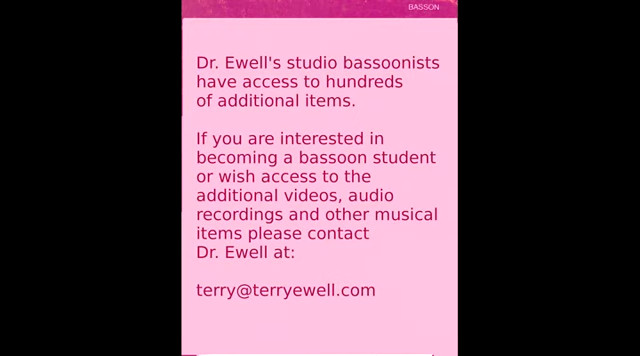 BASSON
Dr. Ewell's studio bassoonists
have access to hundreds
of additional items.
If you are interested in
becoming a bassoon student
or wish access to the
additional videos, audio
recordings and other musical
items please contact
Dr. Ewell at:
terry@terryewell.com